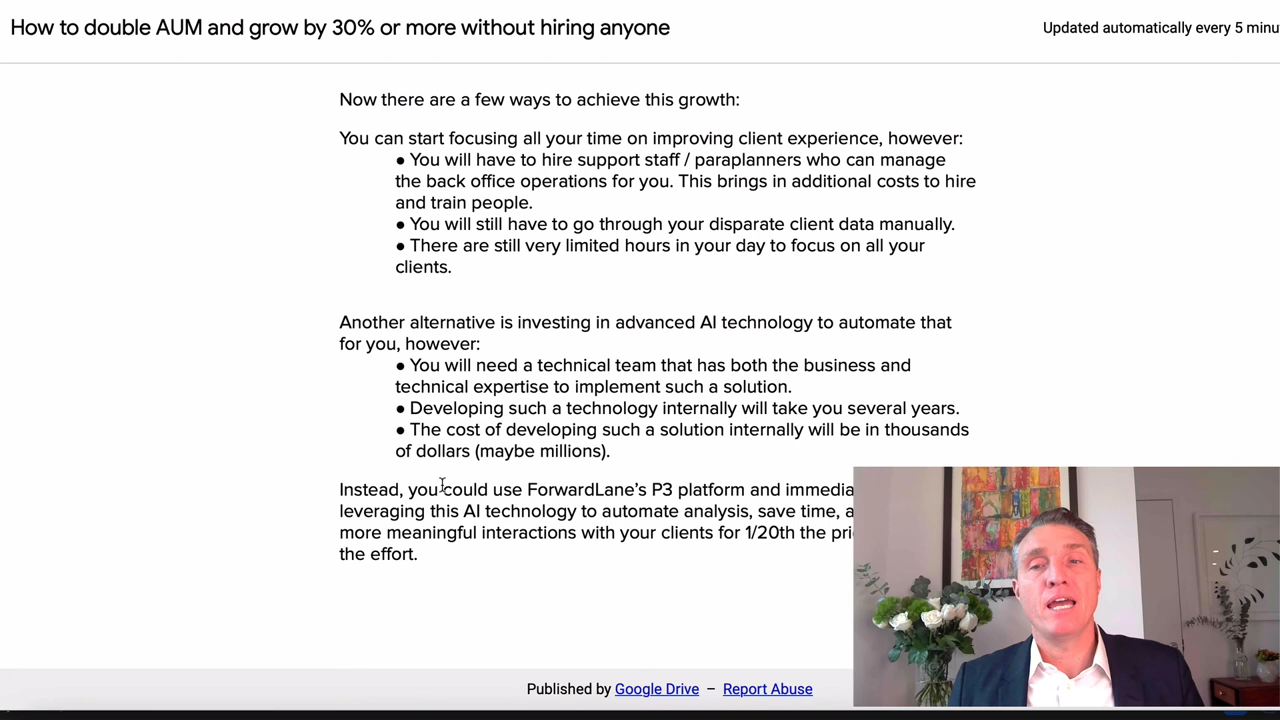 How to double AUM and grow by 30% or more without hiring anyone
Updated automatically every 5 minu
Now there are a few ways to achieve this growth:
You can start focusing all your time on improving client experience, however:
● You will have to hire support staff / paraplanners who can manage
the back office operations for you. This brings in additional costs to hire
and train people.
● You will still have to go through your disparate client data manually.
● There are still very limited hours in your day to focus on all your
clients.
Another alternative is investing in advanced AI technology to automate that
for you, however:
● You will need a technical team that has both the business and
technical expertise to implement such a solution.
● Developing such a technology internally will take you several years.
● The cost of developing such a solution internally will be in thousands
of dollars (maybe millions).
Instead, you could use ForwardLane’s P3 platform and immedia
leveraging this AI technology to automate analysis, save time, a
more meaningful interactions with your clients for 1/20th the pri
the effort.
Published by Google Drive – Report Abuse